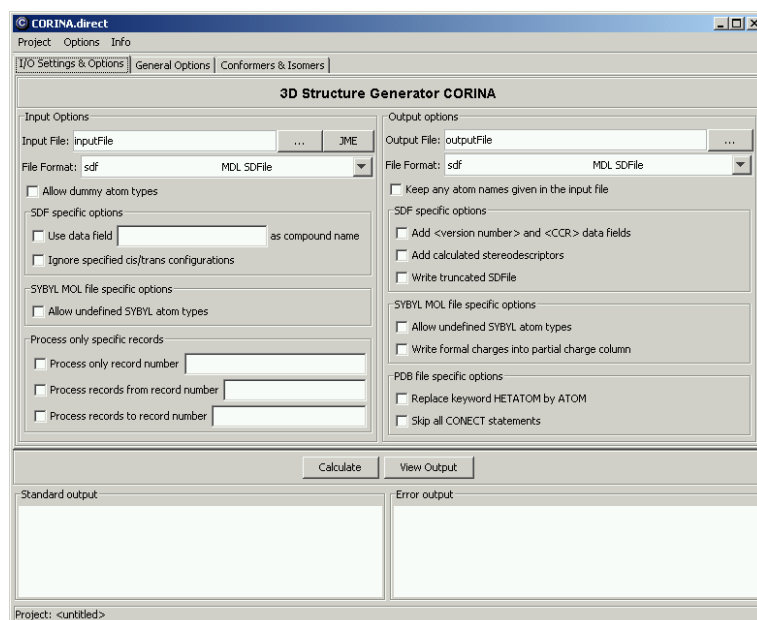 CORINA.direct
Project Options Info
I/O Settings & Options General Options Conformers & Isomers
3D Structure Generator CORINA
Input Options
Input File: inputFile ... JME
File Format: sdf MDL SDFile
Allow dummy atom types
SDF specific options
Use data field as compound name
Ignore specified cis/trans configurations
SYBYL MOL file specific options
Allow undefined SYBYL atom types
Process only specific records
Process only record number
Process records from record number
Process records to record number
Output options
Output File: outputFile ...
File Format: sdf MDL SDFile
Keep any atom names given in the input file
SDF specific options
Add <version number> and <CCR> data fields
Add calculated stereodescriptors
Write truncated SDFile
SYBYL MOL file specific options
Allow undefined SYBYL atom types
Write formal charges into partial charge column
PDB file specific options
Replace keyword HETATOM by ATOM
Skip all CONECT statements
Calculate View Output
Standard output
Error output
Project: <untitled>